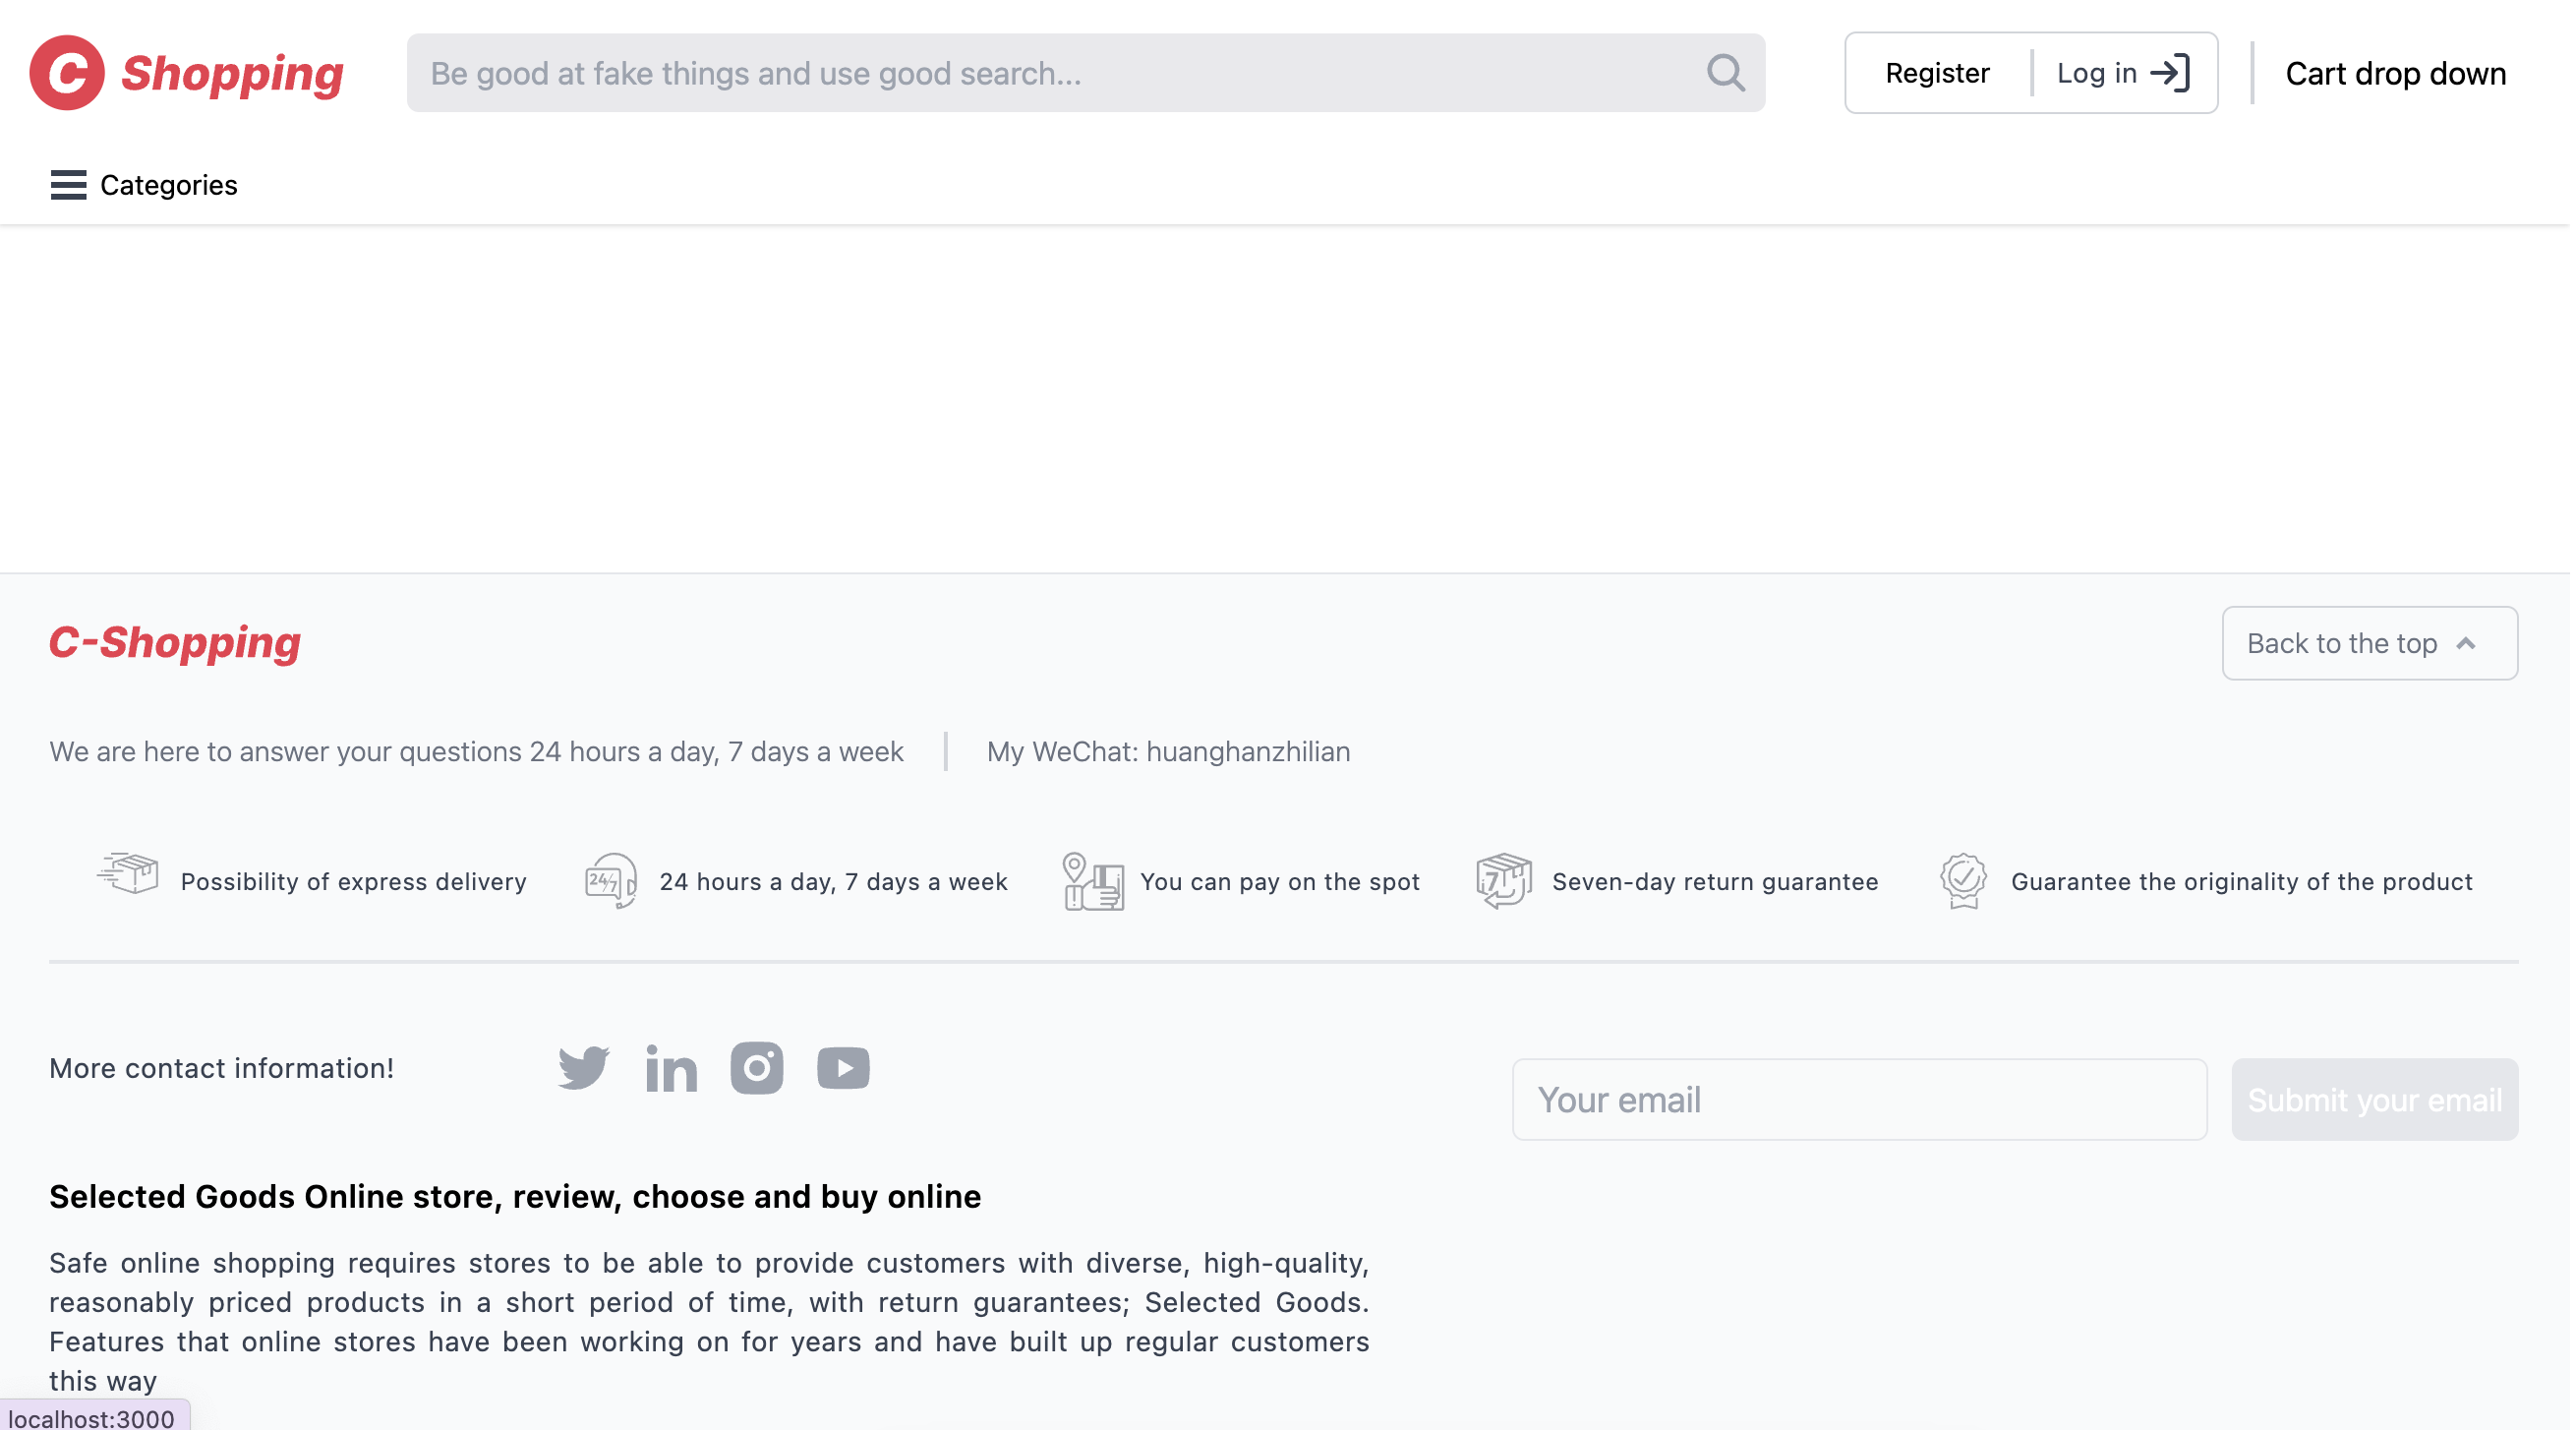 C Shopping
Be good at fake things and use good search...
Register
Log in
Cart drop down
Categories
C-Shopping
Back to the top
We are here to answer your questions 24 hours a day, 7 days a week
My WeChat: huanghanzhilian
Possibility of express delivery
24/7
24 hours a day, 7 days a week
You can pay on the spot
7
Seven-day return guarantee
Guarantee the originality of the product
More contact information!
in
Your email
Submit your email
Selected Goods Online store, review, choose and buy online
Safe online shopping requires stores to be able to provide customers with diverse, high-quality,
reasonably priced products in a short period of time, with return guarantees; Selected Goods.
Features that online stores have been working on for years and have built up regular customers
this way
localhost:3000